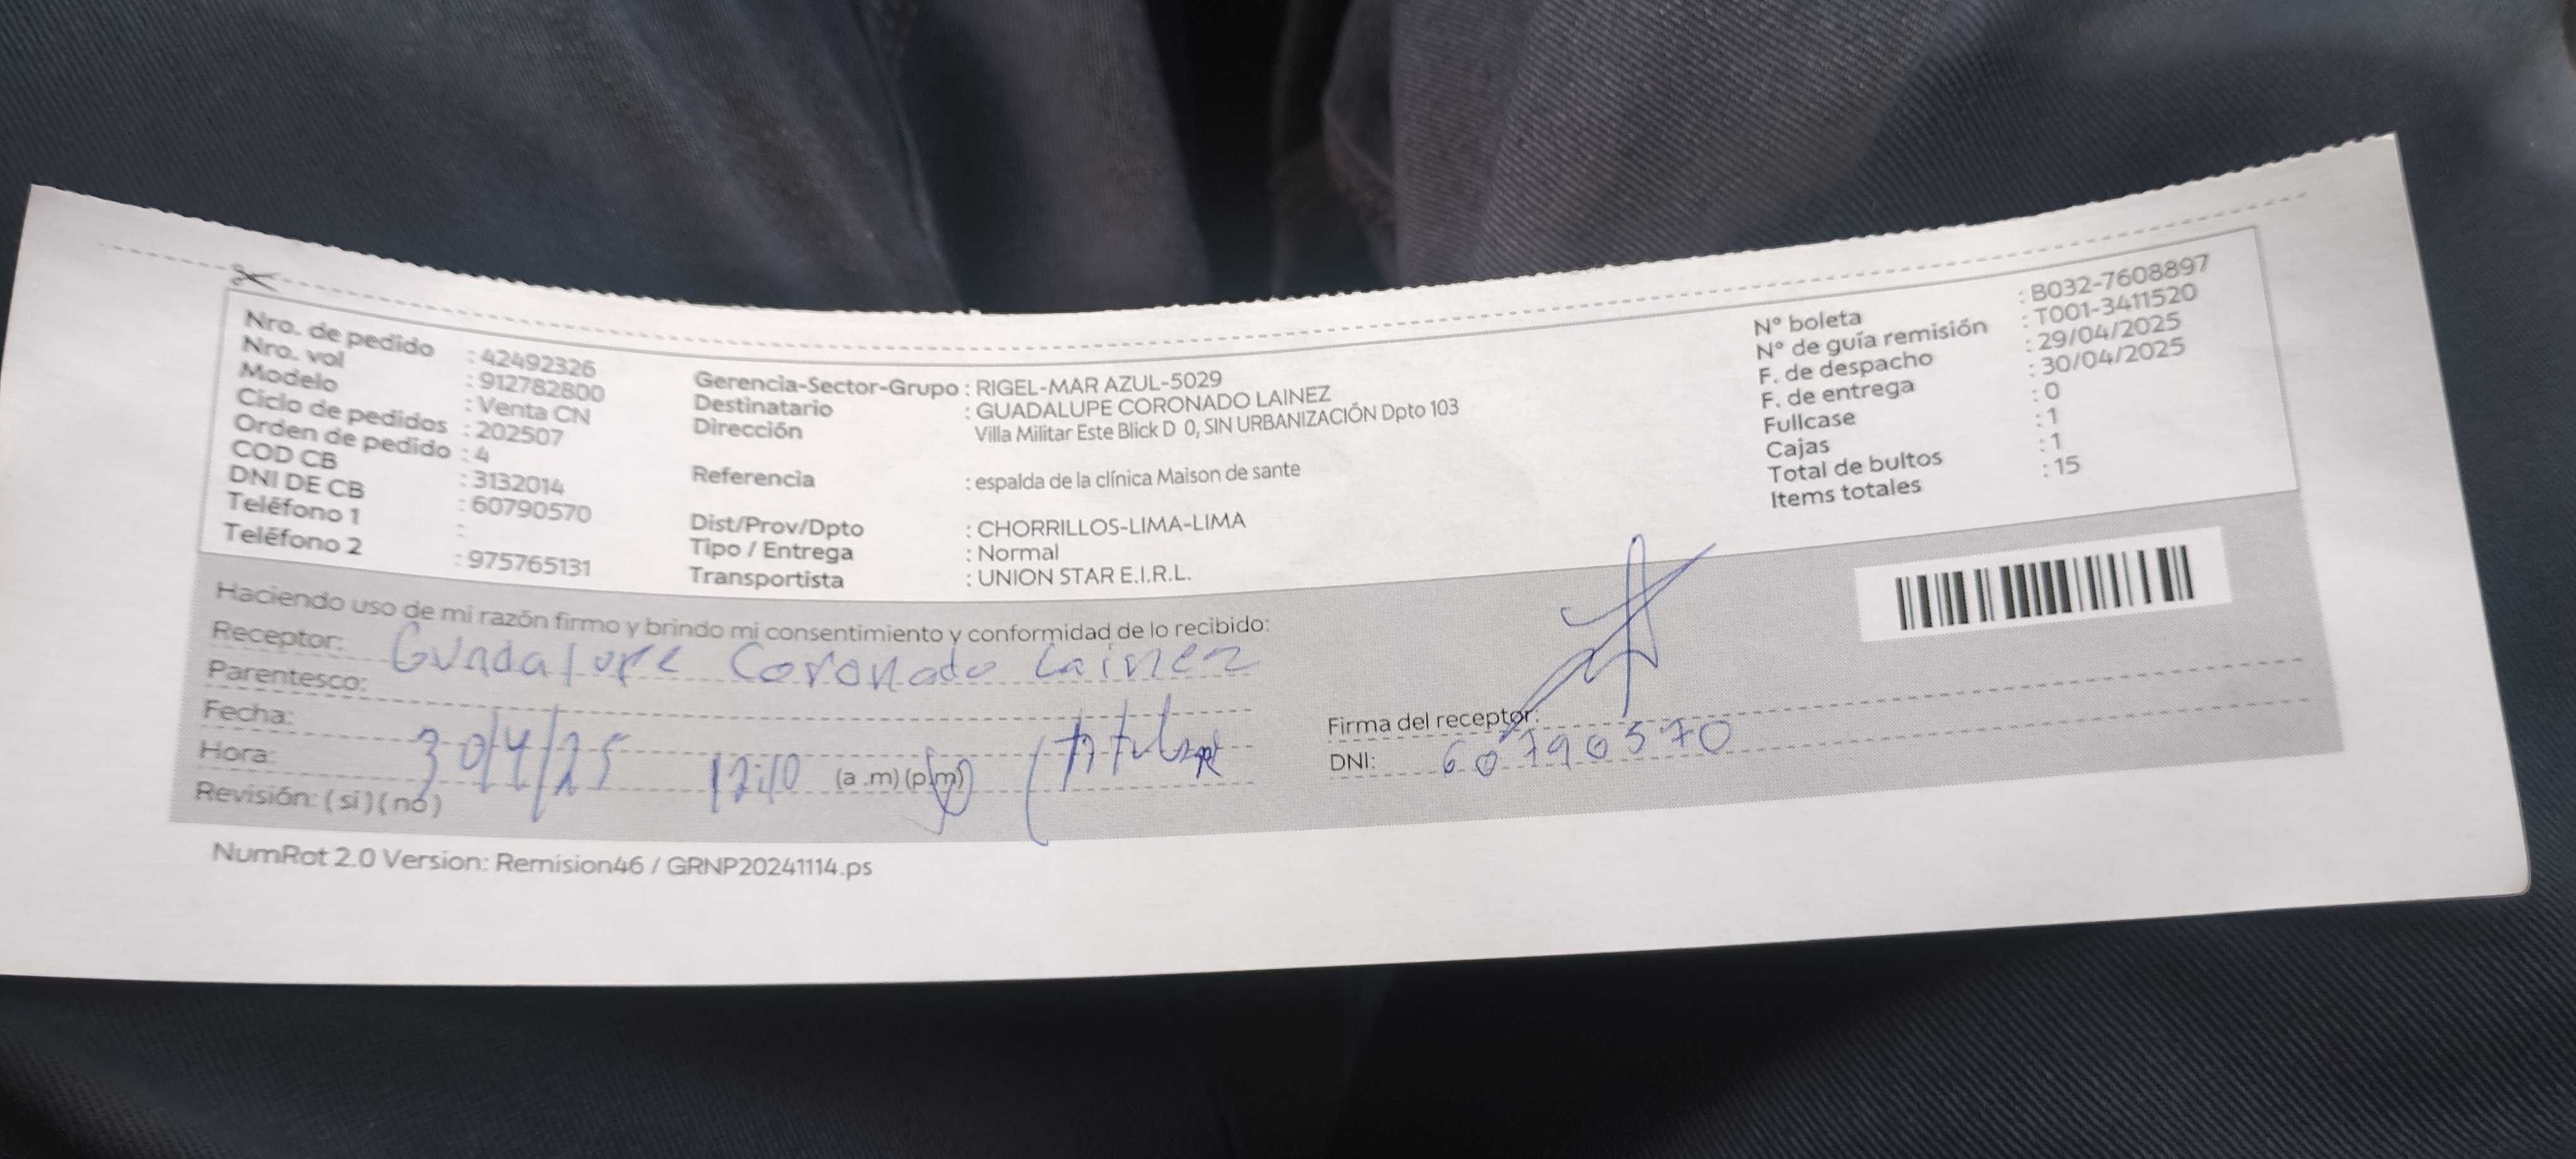 Nro. de pedido : 42492326
Nro. vol : 912782800
Modelo : Venta CN
Ciclo de pedidos : 202507
Orden de pedido : 4
COD CB : 3132014
DNI DE CB : 60790570
Teléfono 1 :
Teléfono 2 : 975765131
Gerencia-Sector-Grupo : RIGEL-MAR AZUL-5029
Destinatario : GUADALUPE CORONADO LAINEZ
Dirección Villa Militar Este Blick D 0, SIN URBANIZACIÓN Dpto 103
Referencia : espalda de la clínica Maison de sante
Dist/Prov/Dpto : CHORRILLOS-LIMA-LIMA
Tipo / Entrega : Normal
Transportista : UNION STAR E.I.R.L.
N° boleta : B032-7608897
N° de guía remisión : T001-3411520
F. de despacho : 29/04/2025
F. de entrega : 30/04/2025
Fullcase : 0
Cajas : 1
Total de bultos : 1
Items totales : 15
Haciendo uso de mi razón firmo y brindo mi consentimiento y conformidad de lo recibido:
Receptor: Guadalupe Coronado Lainez
Parentesco:
Fecha: 30/4/25
Hora: 12:10 (a .m) (p.m)
Revisión: ( si ) ( no )
Firma del receptor:
DNI: 60790570
NumRot 2.0 Version: Remision46 / GRNP20241114.ps